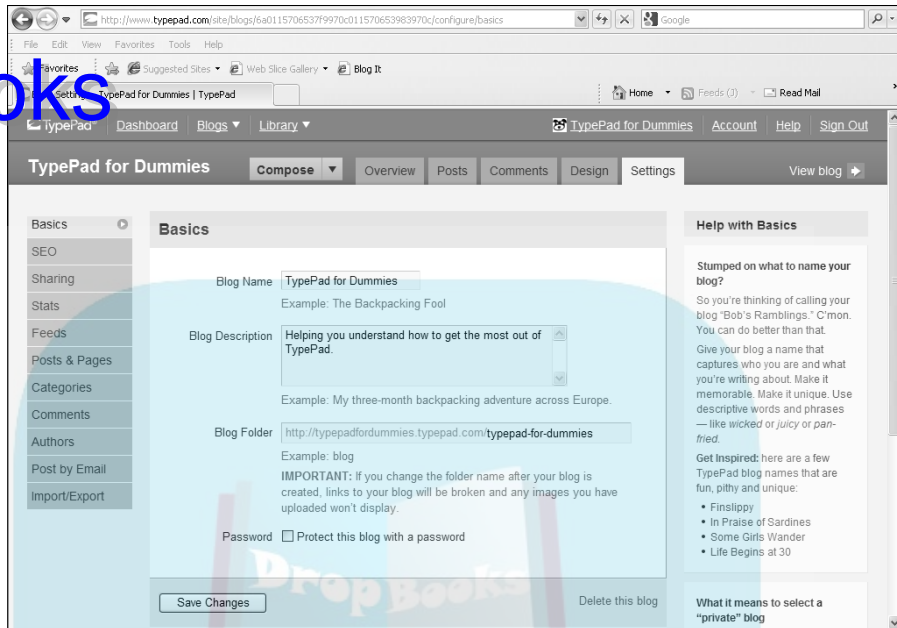 http://www.typepad.com/site/blogs/6a0115706537f9970c011570653983970c/configure/basics
Google
File Edit View Favorites Tools Help
Favorites Suggested Sites Web Slice Gallery Blog It
TypePad for Dummies | TypePad
Home Feeds (J) Read Mail
oks
TypePad Dashboard Blogs Library TypePad for Dummies Account Help Sign Out
TypePad for Dummies Compose Overview Posts Comments Design Settings View blog
Basics
SEO
Sharing
Stats
Feeds
Posts & Pages
Categories
Comments
Authors
Post by Email
Import/Export
Basics
Blog Name TypePad for Dummies
Example: The Backpacking Fool
Blog Description Helping you understand how to get the most out of
TypePad.
Example: My three-month backpacking adventure across Europe.
Blog Folder http://typepadfordummies.typepad.com/typepad-for-dummies
Example: blog
IMPORTANT: If you change the folder name after your blog is
created, links to your blog will be broken and any images you have
uploaded won't display.
Password Protect this blog with a password
DropBooks
Save Changes Delete this blog
Help with Basics
Stumped on what to name your
blog?
So you're thinking of calling your
blog “Bob's Ramblings.” C'mon.
You can do better than that.
Give your blog a name that
captures who you are and what
you're writing about. Make it
memorable. Make it unique. Use
descriptive words and phrases
— like wicked or juicy or pan-
fried.
Get Inspired: here are a few
TypePad blog names that are
fun, pithy and unique:
• Finslippy
• In Praise of Sardines
• Some Girls Wander
• Life Begins at 30
What it means to select a
“private” blog